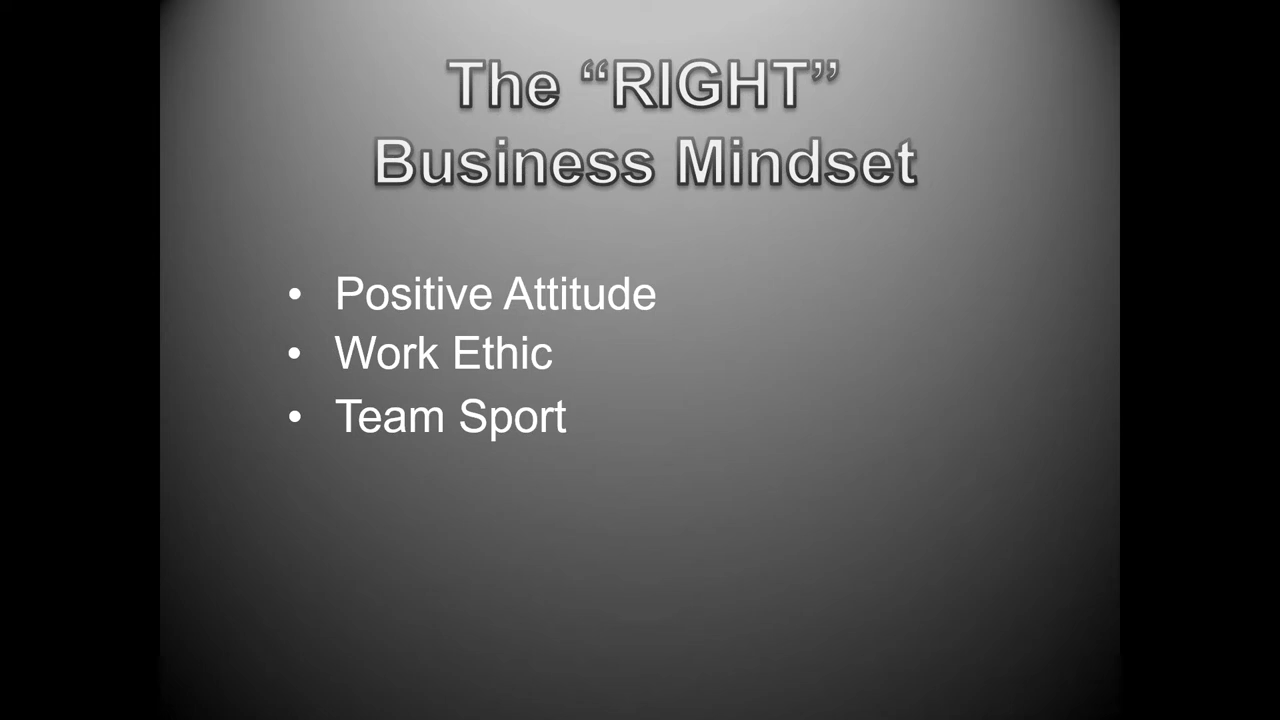 The “RIGHT”
Business Mindset
• Positive Attitude
• Work Ethic
• Team Sport